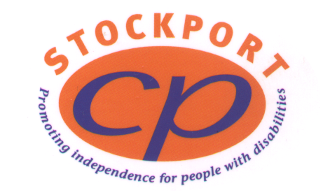 STOCKPORT
cp
Promoting independence for people with disabilities